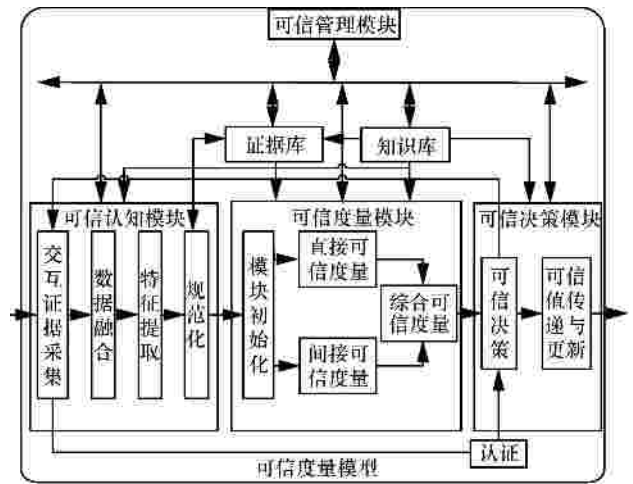 可信管理模块
证据库
知识库
可信认知模块
可信度量模块
可信决策模块
交互证据采集
数据融合
特征提取
规范化
模块初始化
直接可
信度量
间接可
信度量
综合可
信度量
可信决策
可信
值传
递与
更新
认证
可信度量模型